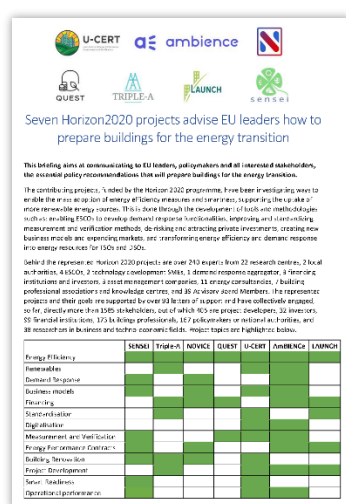 U-CERT
ambience
QUEST
TRIPLE-A
LAUNCH
sensei
Seven Horizon2020 projects advise EU leaders how to
prepare buildings for the energy transition
This briefing aims at communicating to EU leaders, policymakers and all interested stakeholders,
the essential policy recommendations that will prepare buildings for the energy transition.
The contributing projects, funded by the Horizon 2020 programme, have been investigating ways to
enable the mass adoption of energy efficiency measures and smartness, supporting the uptake of
more renewable energy sources. This is done through the development of tools and methodologies
such as: enabling ESCOs to develop demand response functionalities, improving and standardizing
measurement and verification methods, de-risking and attracting private investments, creating new
business models and expanding markets, and transforming energy efficiency and demand response
into energy resources for TSOs and DSOs.
Behind the represented Horizon 2020 projects are over 240 experts from 22 research centres, 2 local
authorities, 4 ESCOs, 2 technology development SMEs, 1 demand response aggregator, 3 financing
institutions and investors, 3 asset management companies, 11 energy consultancies, 7 building
professional associations and knowledge centres, and 39 Advisory Board Members. The represented
projects and their goals are supported by over 90 letters of support and have collectively engaged,
so far, directly more than 1585 stakeholders, out of which 405 are project developers, 52 investors,
99 financial institutions, 175 buildings professionals, 167 policymakers or national authorities, and
38 researchers in business and techno-economic fields. Project topics are highlighted below.
SENSEI Triple-A NOVICE QUEST U-CERT AmBIENCE LAUNCH
Energy Efficiency
Renewables
Demand Response
Business models
Financing
Standardisation
Digitalisation
Measurement and Verification
Energy Performance Contracts
Building Renovation
Project Development
Smart Readiness
Operational performance